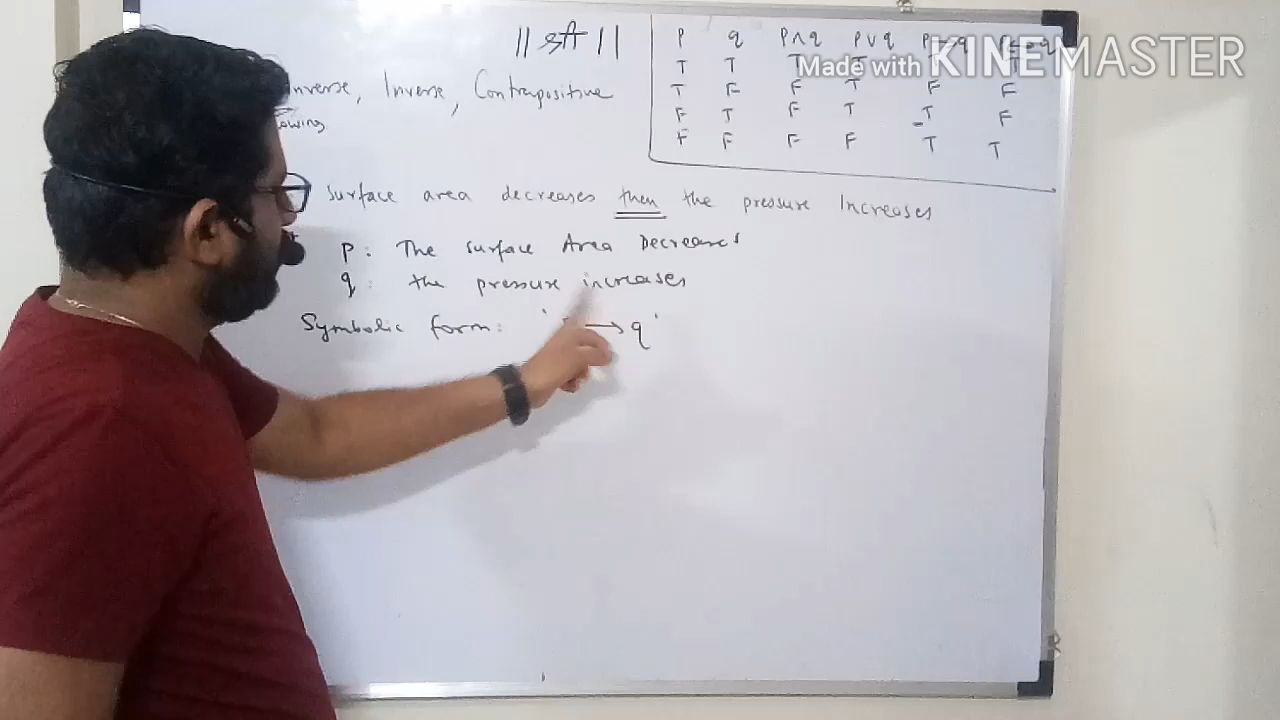 || श्री ||
Inverse, Contrapositive
Surface area decreases then the pressure Increases
P: The Surface Area Decreases
q: the pressure increases
Symbolic form: ' → q '
P q P∧q P∨q
T T T
T F F T F F
F T F T T F
F F F F T T
Made with KINEMASTER